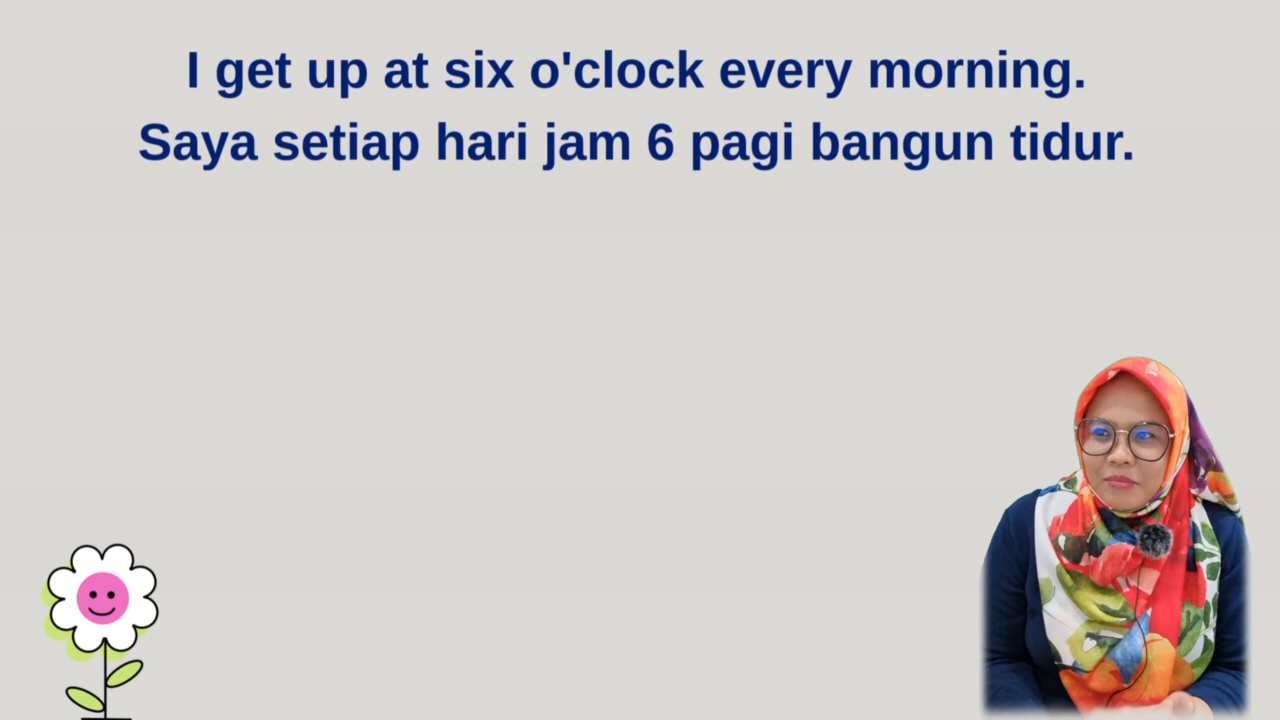 I get up at six o'clock every morning.
Saya setiap hari jam 6 pagi bangun tidur.